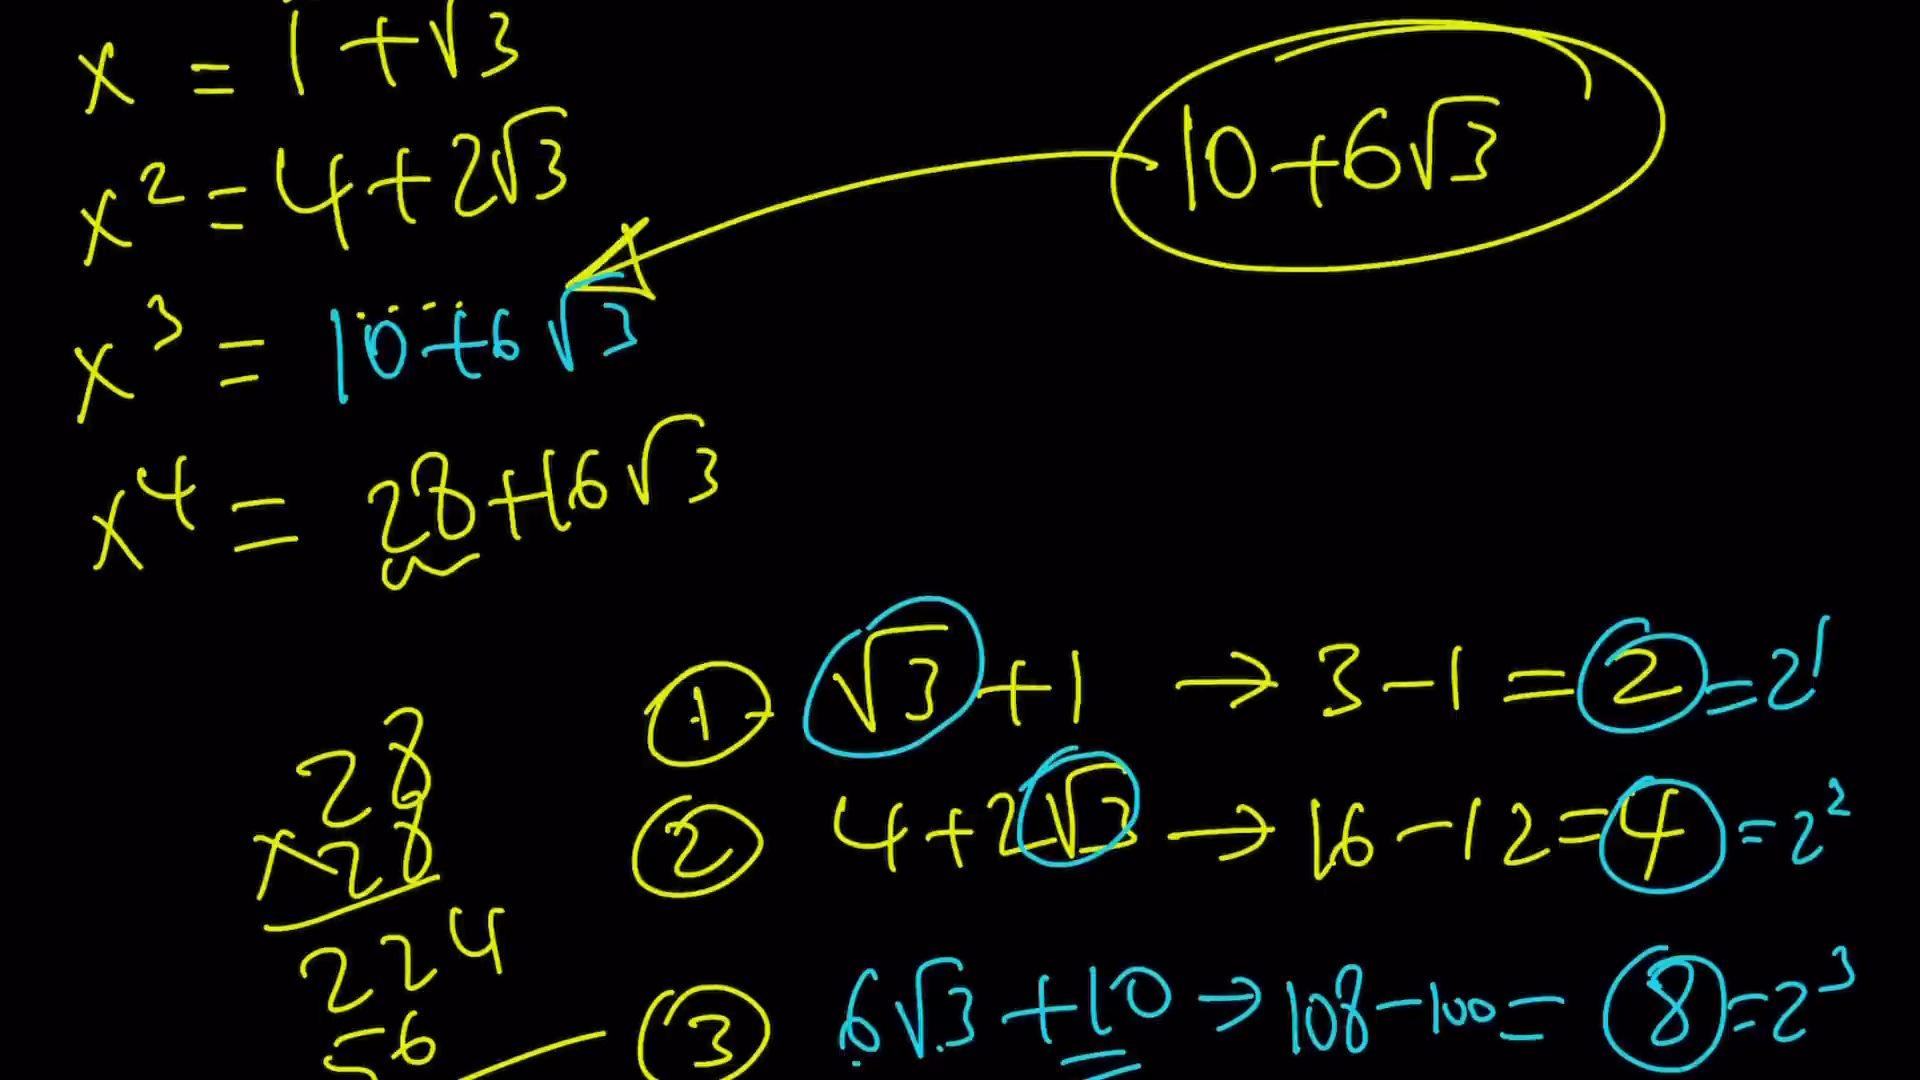 x = 1+√3
10+6√3
x² = 4+2√3
x³ = 10+6√3
x⁴ = 28+16√3
① √3+1 → 3-1 = 2 = 2¹
② 4+2√3 → 16-12 = 4 = 2²
③ 6√3+10 → 108-100 = 8 = 2³
28
x28
224
56